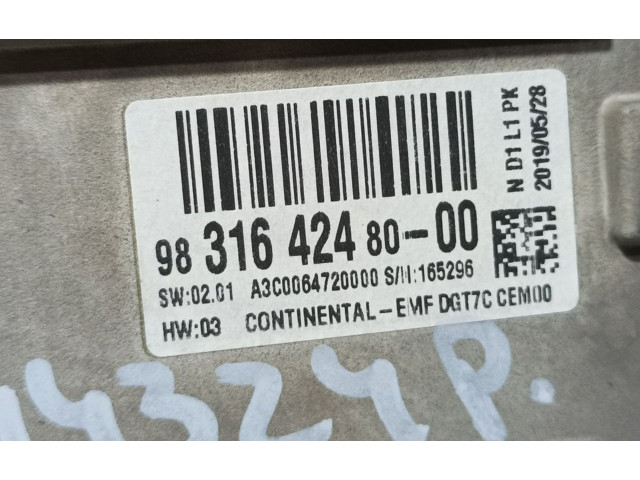 98 316 424 80-00
SW:02.01 A3C0064720000 S/N:165296
HW:03 CONTINENTAL-EMF DGT7C CEM00
N D1 L1 PK
2019/05/28
14324P.